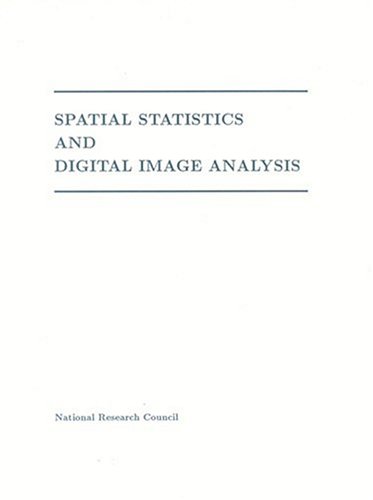 SPATIAL STATISTICS
AND
DIGITAL IMAGE ANALYSIS
National Research Council